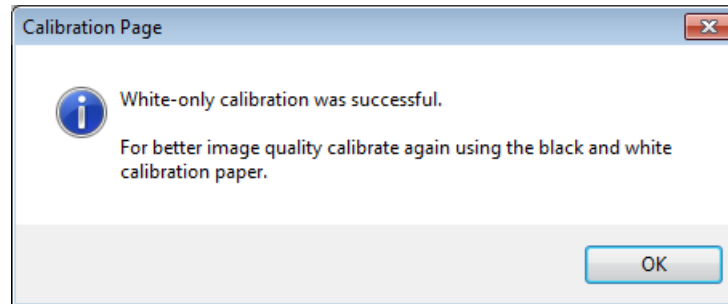 Calibration Page
White-only calibration was successful.
For better image quality calibrate again using the black and white
calibration paper.
OK